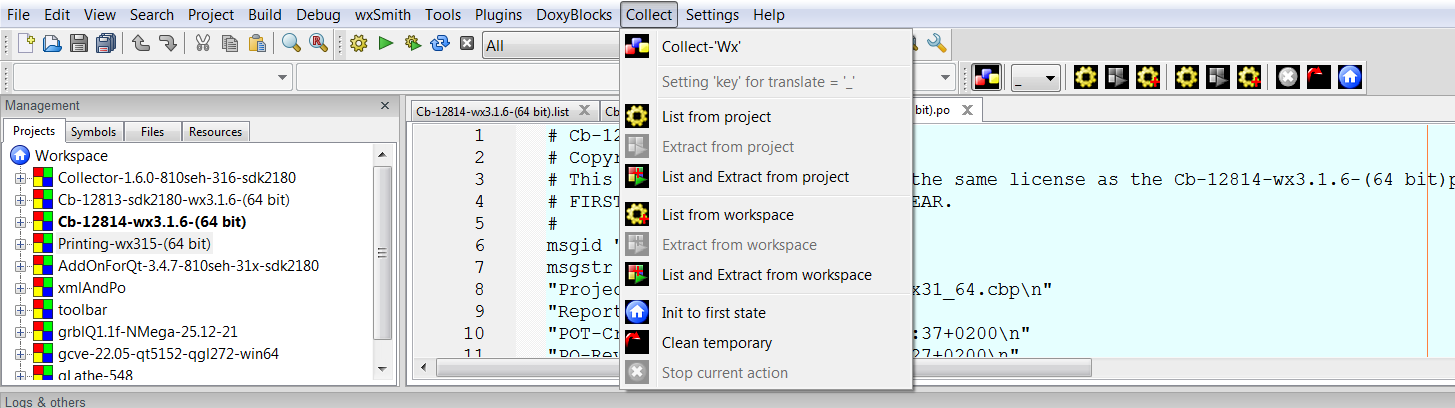 File Edit View Search Project Build Debug wxSmith Tools Plugins DoxyBlocks Collect Settings Help
All
Collect-'Wx'
Setting 'key' for translate = '_'
_
List from project
Extract from project
List and Extract from project
List from workspace
Extract from workspace
List and Extract from workspace
Init to first state
Clean temporary
Stop current action
Management
Projects Symbols Files Resources
Workspace
Collector-1.6.0-810seh-316-sdk2180
Cb-12813-sdk2180-wx3.1.6-(64 bit)
Cb-12814-wx3.1.6-(64 bit)
Printing-wx315-(64 bit)
AddOnForQt-3.4.7-810seh-31x-sdk2180
xmlAndPo
toolbar
grblQ1.1f-NMega-25.12-21
gcve-22.05-qt5152-qgl272-win64
gLathe-548
Cb-12814-wx3.1.6-(64 bit).list Cb bit).po
1 # Cb-12
2 # Copyr
3 # This the same license as the Cb-12814-wx3.1.6-(64 bit)p
4 # FIRST EAR.
5 #
6 msgid "
7 msgstr
8 "Projec x31_64.cbp\n"
9 "Report
10 "POT-Cr :37+0200\n"
11 "PO-Rev 27+0200\n"
Logs & others